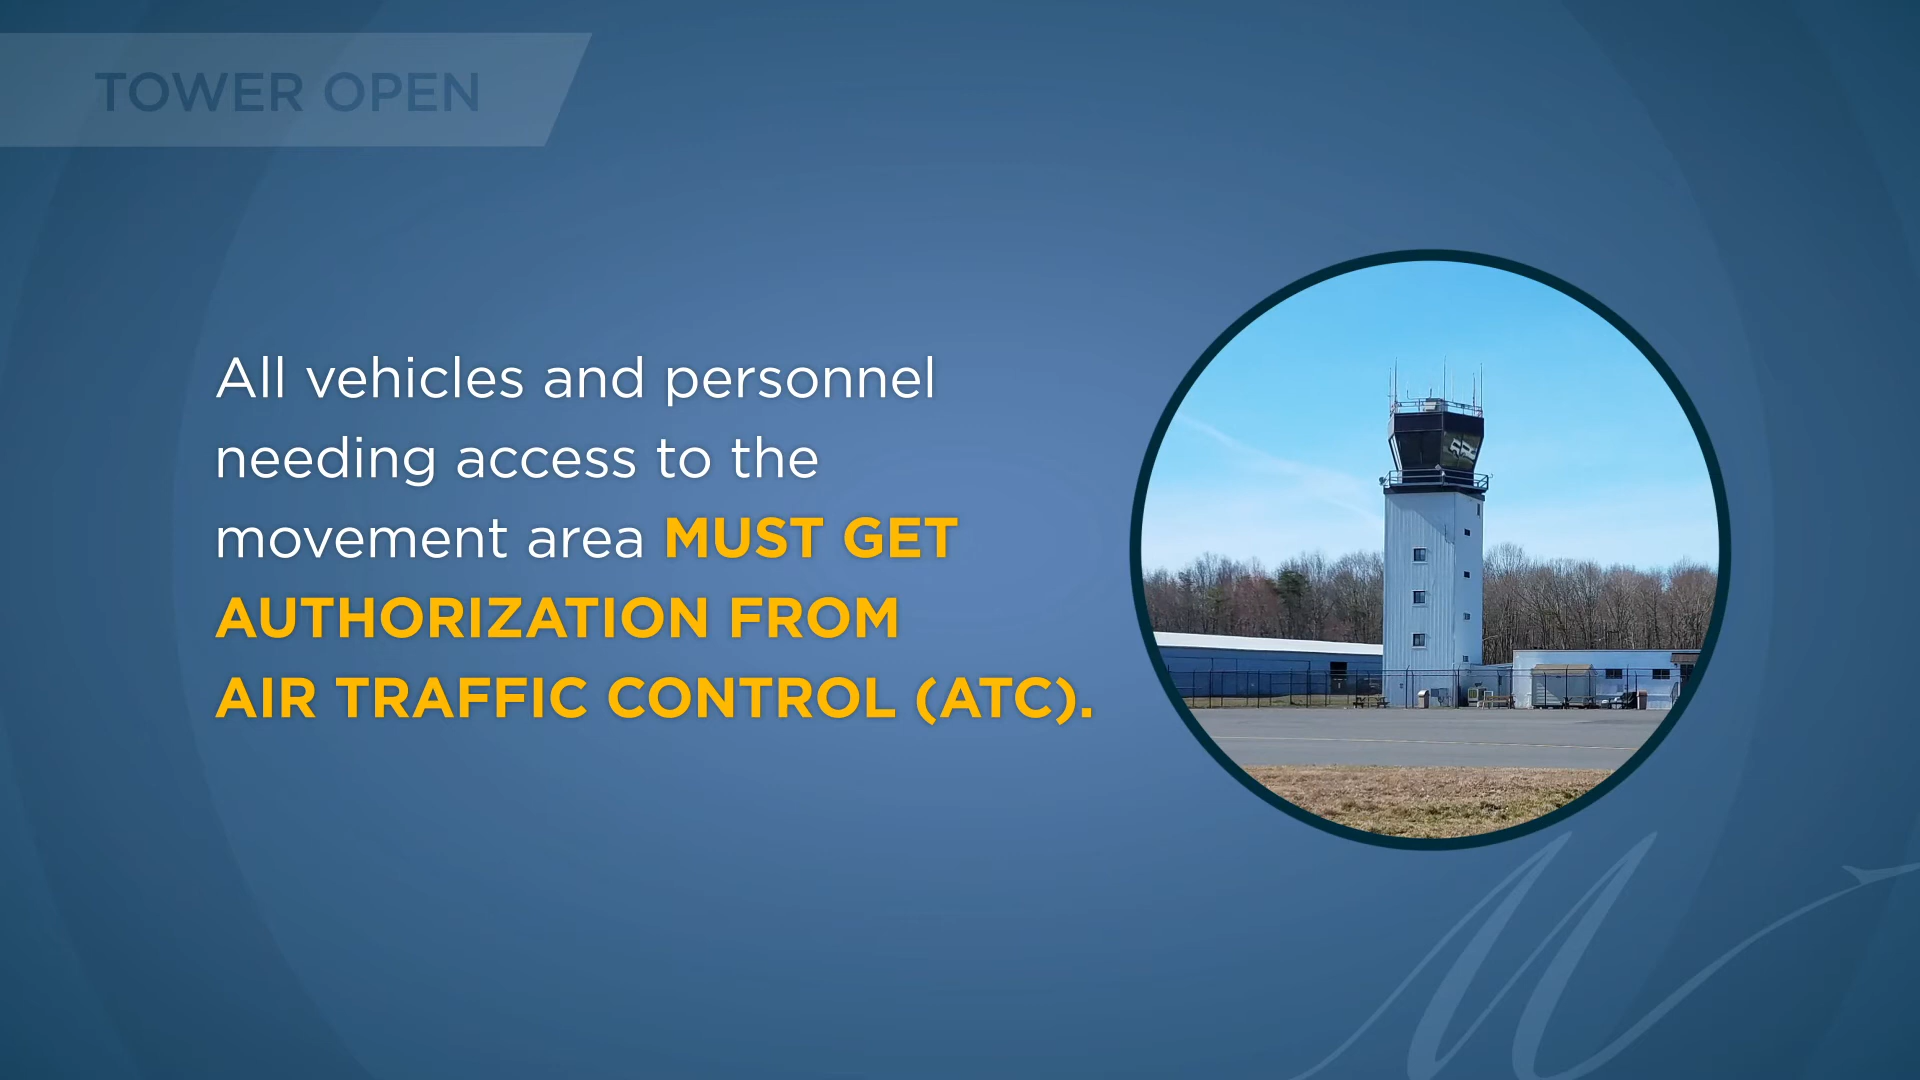 TOWER OPEN
All vehicles and personnel
needing access to the
movement area MUST GET
AUTHORIZATION FROM
AIR TRAFFIC CONTROL (ATC).